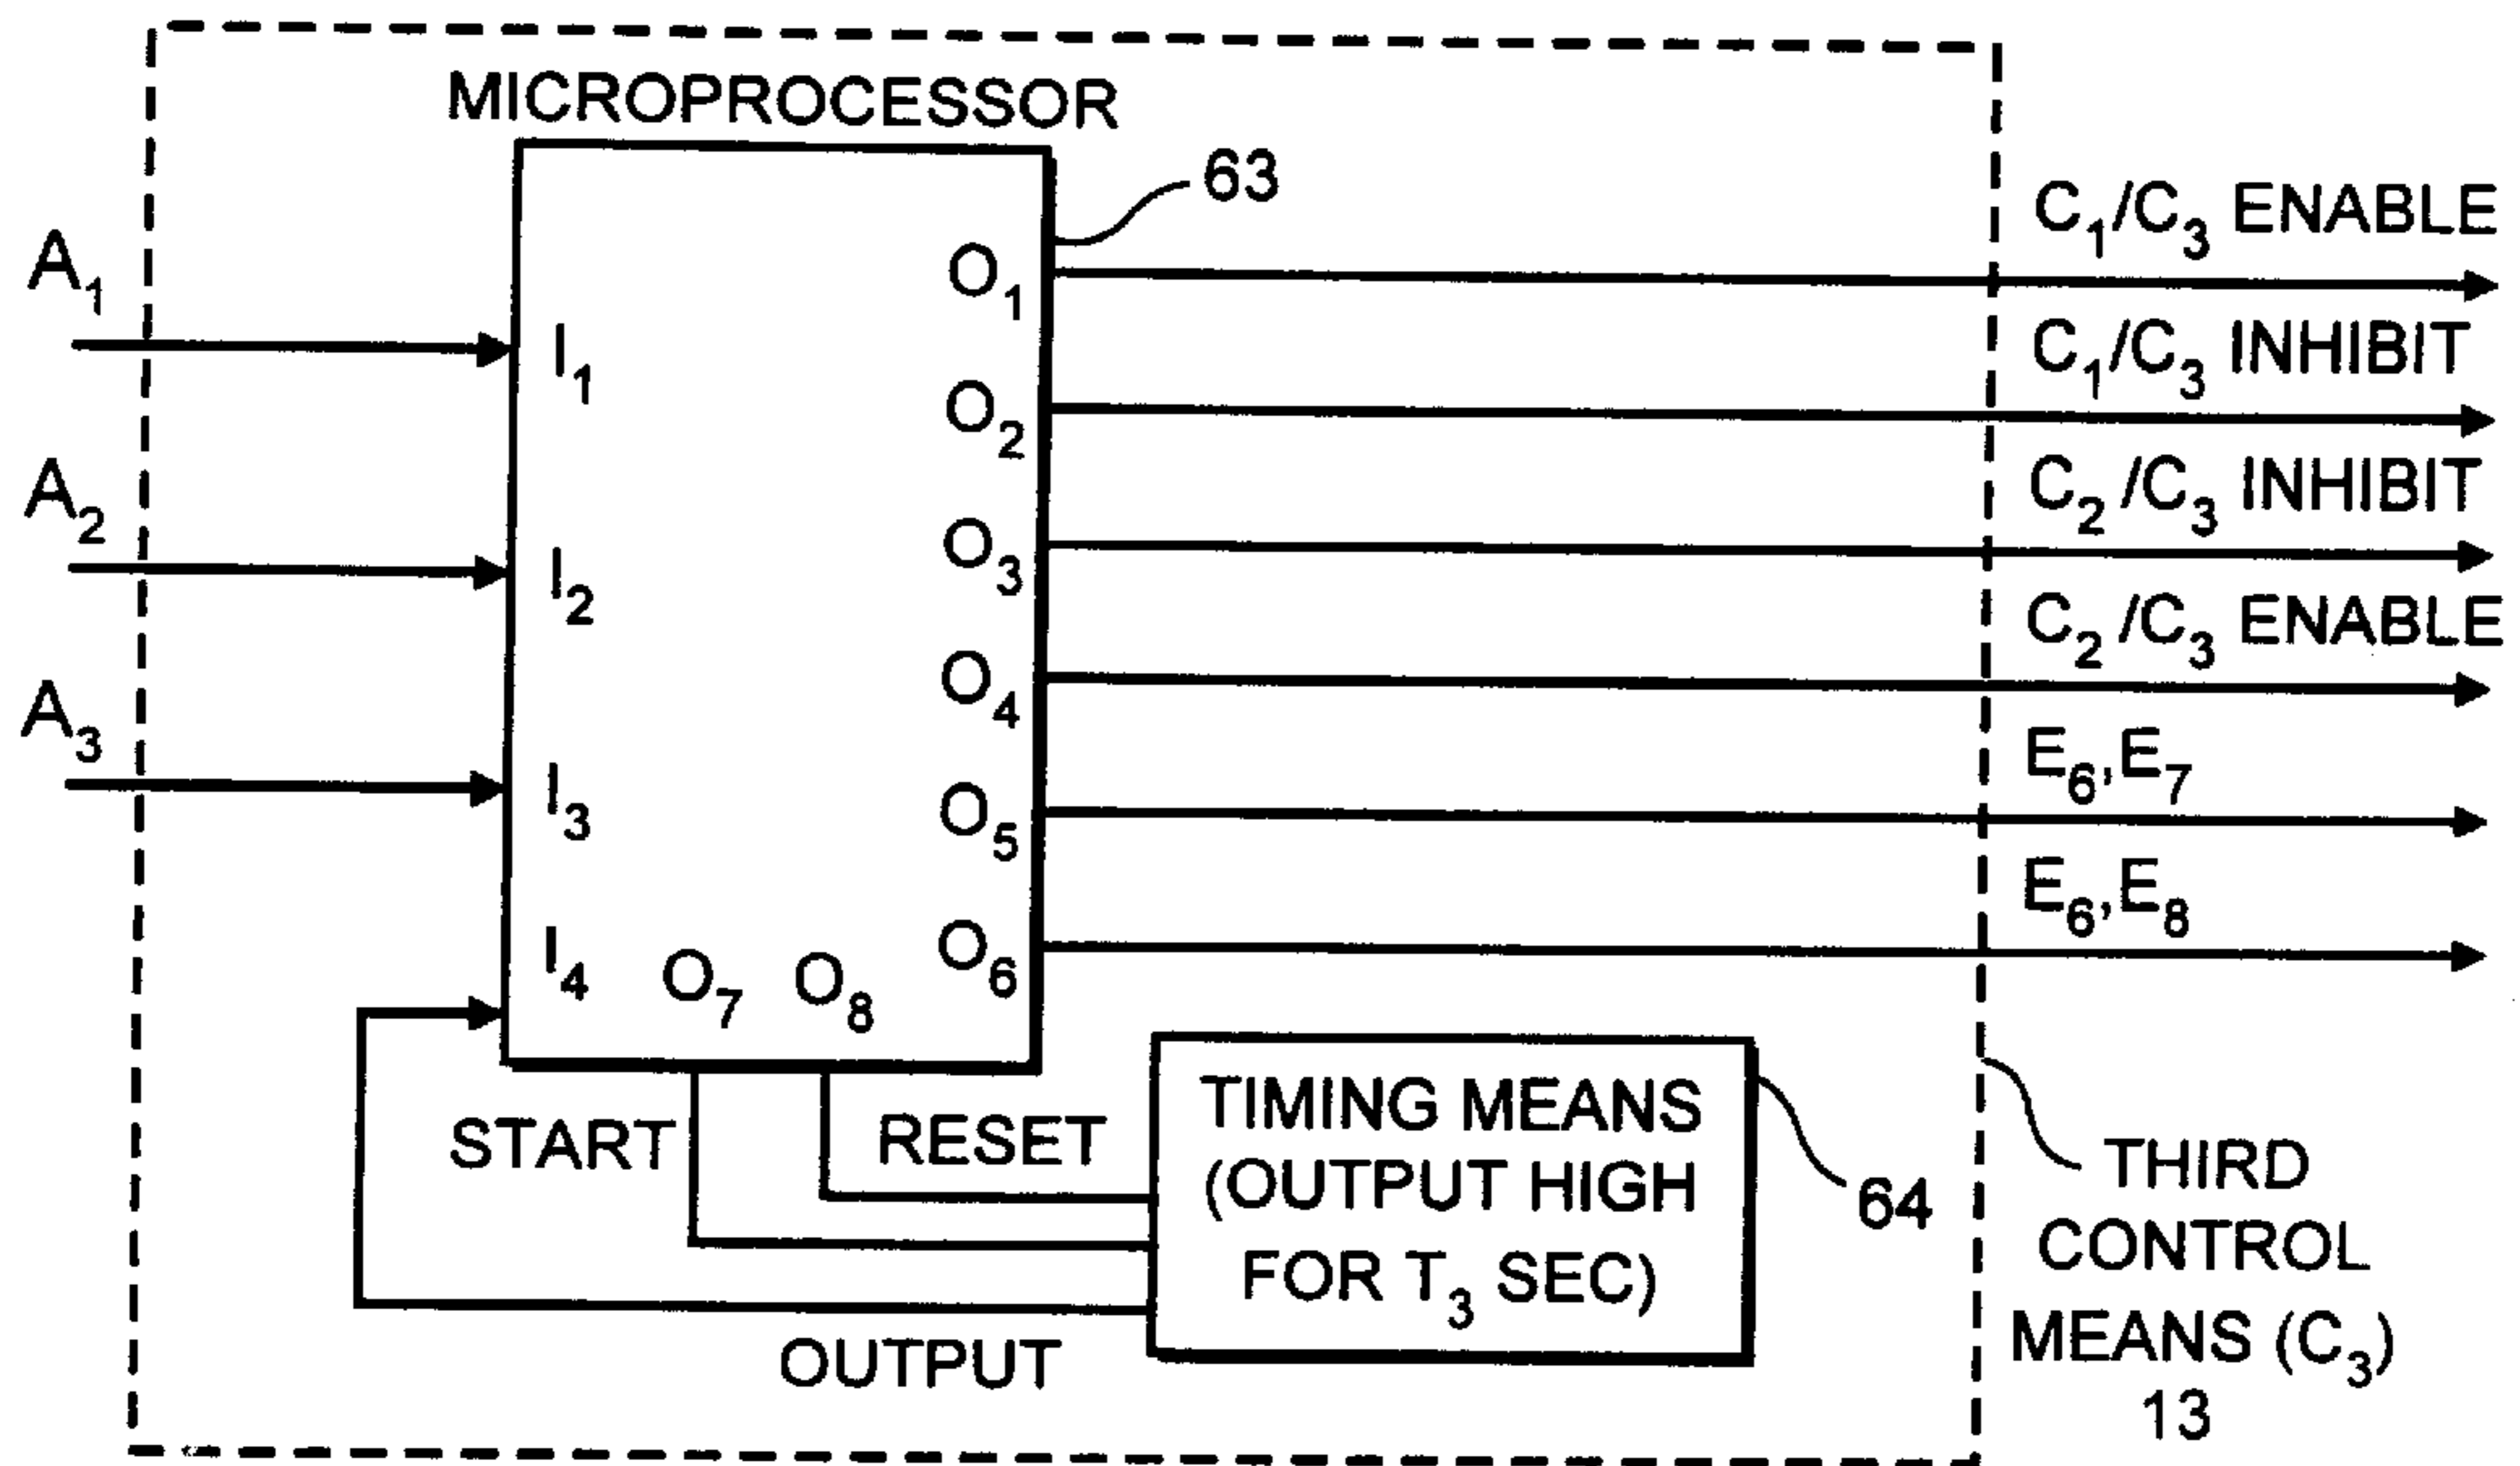 MICROPROCESSOR
63
A₁
A₂
A₃
I₁
I₂
I₃
I₄
O₁
O₂
O₃
O₄
O₅
O₆
O₇ O₈
C₁/C₃ ENABLE
C₁/C₃ INHIBIT
C₂/C₃ INHIBIT
C₂/C₃ ENABLE
E₆,E₇
E₆,E₈
START
RESET
OUTPUT
TIMING MEANS
(OUTPUT HIGH
FOR T₃ SEC)
64
THIRD
CONTROL
MEANS (C₃)
13